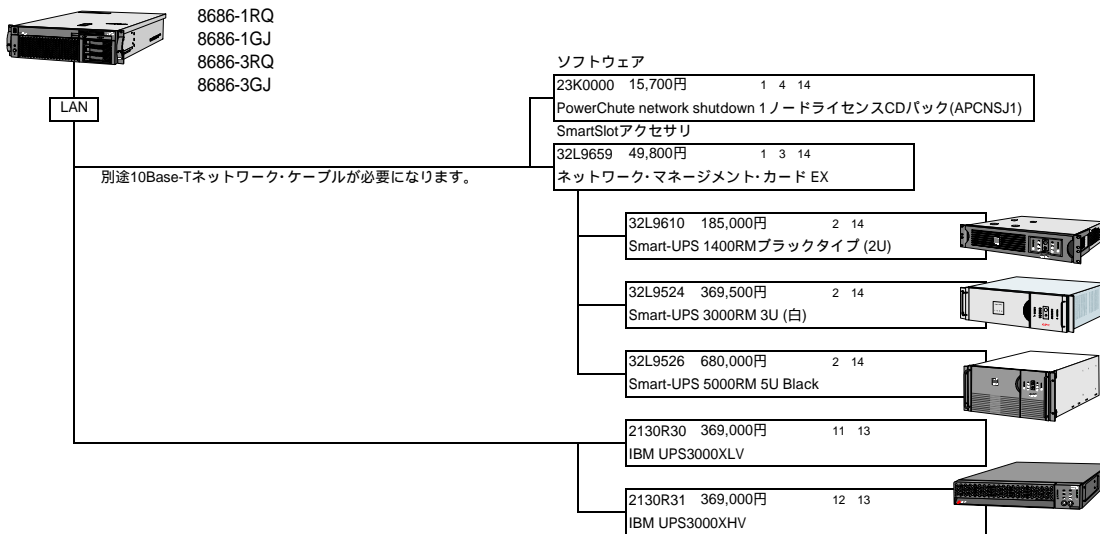 8686-1RQ
8686-1GJ
8686-3RQ
8686-3GJ
LAN
ソフトウェア
23K0000 15,700円 1 4 14
PowerChute network shutdown 1ノードライセンスCDパック(APCNSJ1)
SmartSlotアクセサリ
32L9659 49,800円 1 3 14
ネットワーク・マネージメント・カード EX
別途10Base-Tネットワーク・ケーブルが必要になります。
32L9610 185,000円 2 14
Smart-UPS 1400RMブラックタイプ (2U)
32L9524 369,500円 2 14
Smart-UPS 3000RM 3U (白)
32L9526 680,000円 2 14
Smart-UPS 5000RM 5U Black
2130R30 369,000円 11 13
IBM UPS3000XLV
2130R31 369,000円 12 13
IBM UPS3000XHV